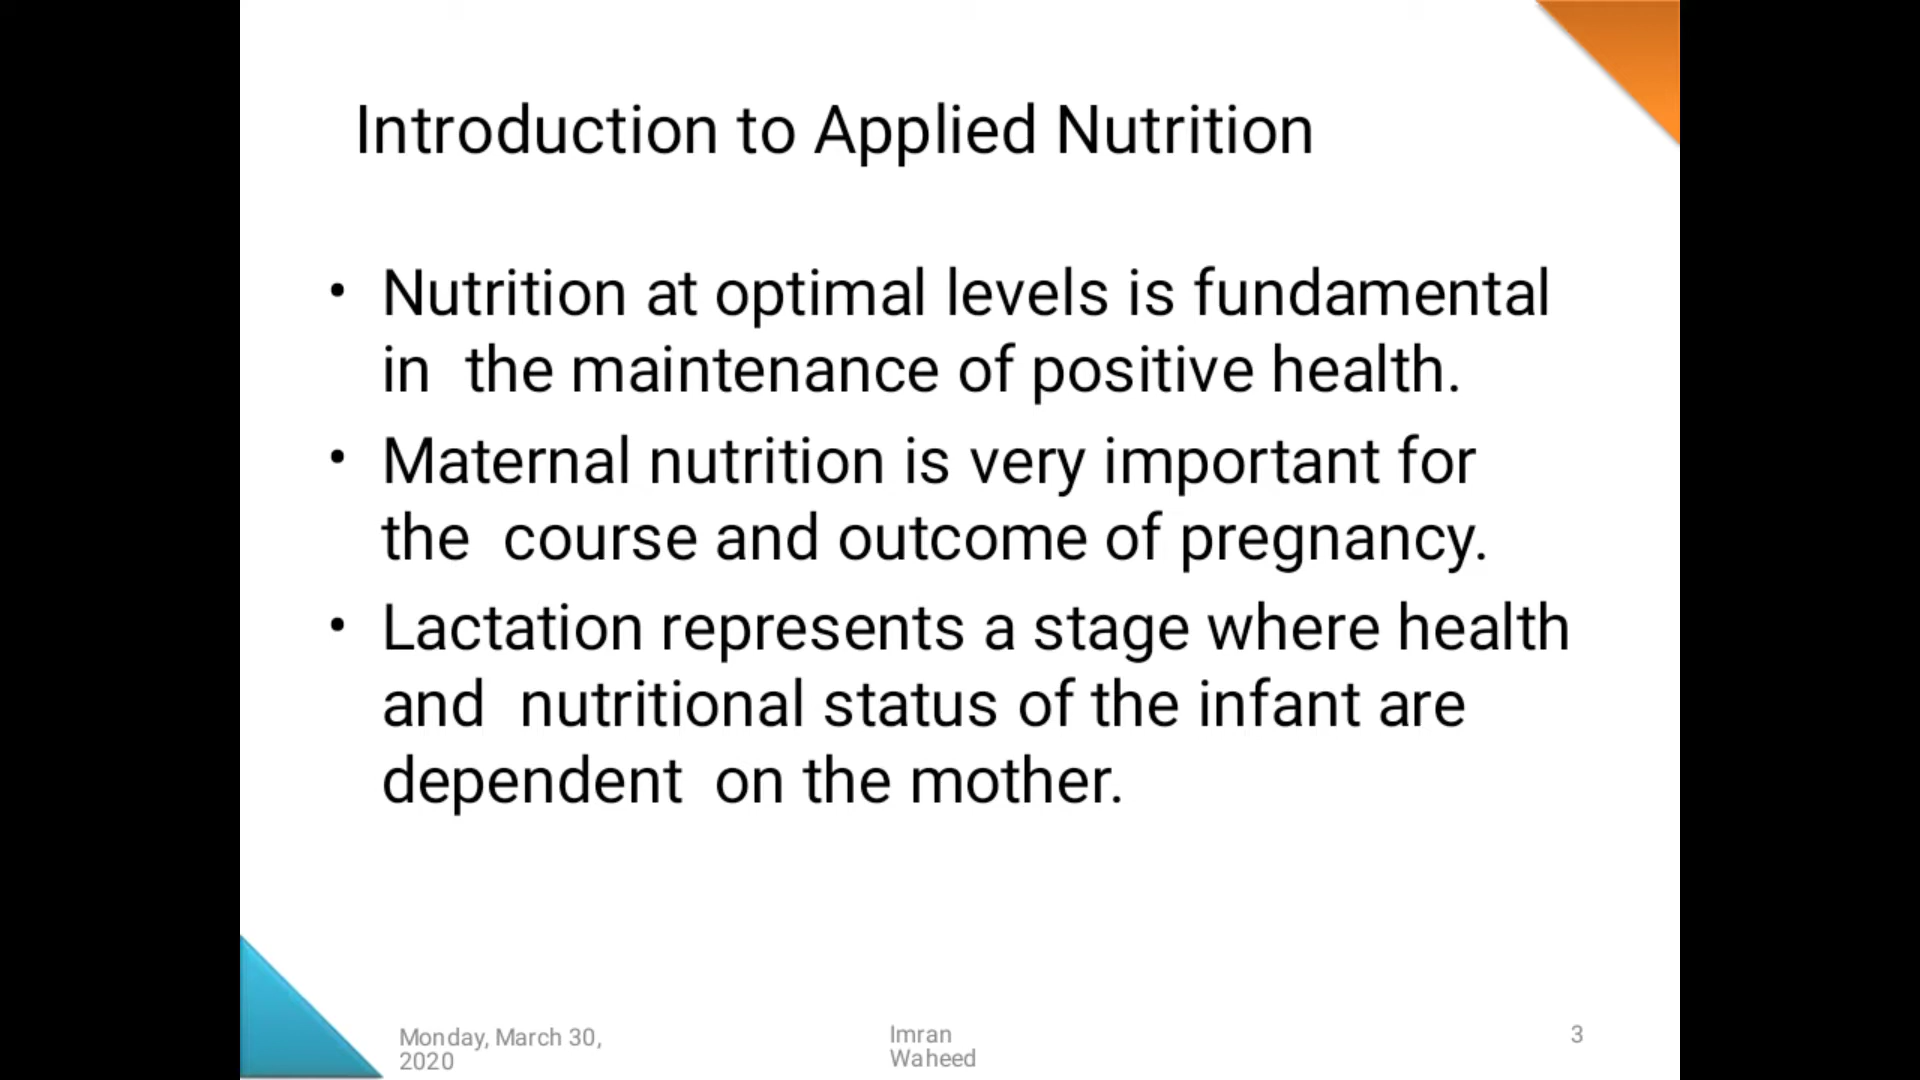 Introduction to Applied Nutrition
• Nutrition at optimal levels is fundamental
in the maintenance of positive health.
• Maternal nutrition is very important for
the course and outcome of pregnancy.
• Lactation represents a stage where health
and nutritional status of the infant are
dependent on the mother.
Monday, March 30,
2020
Imran
Waheed
3